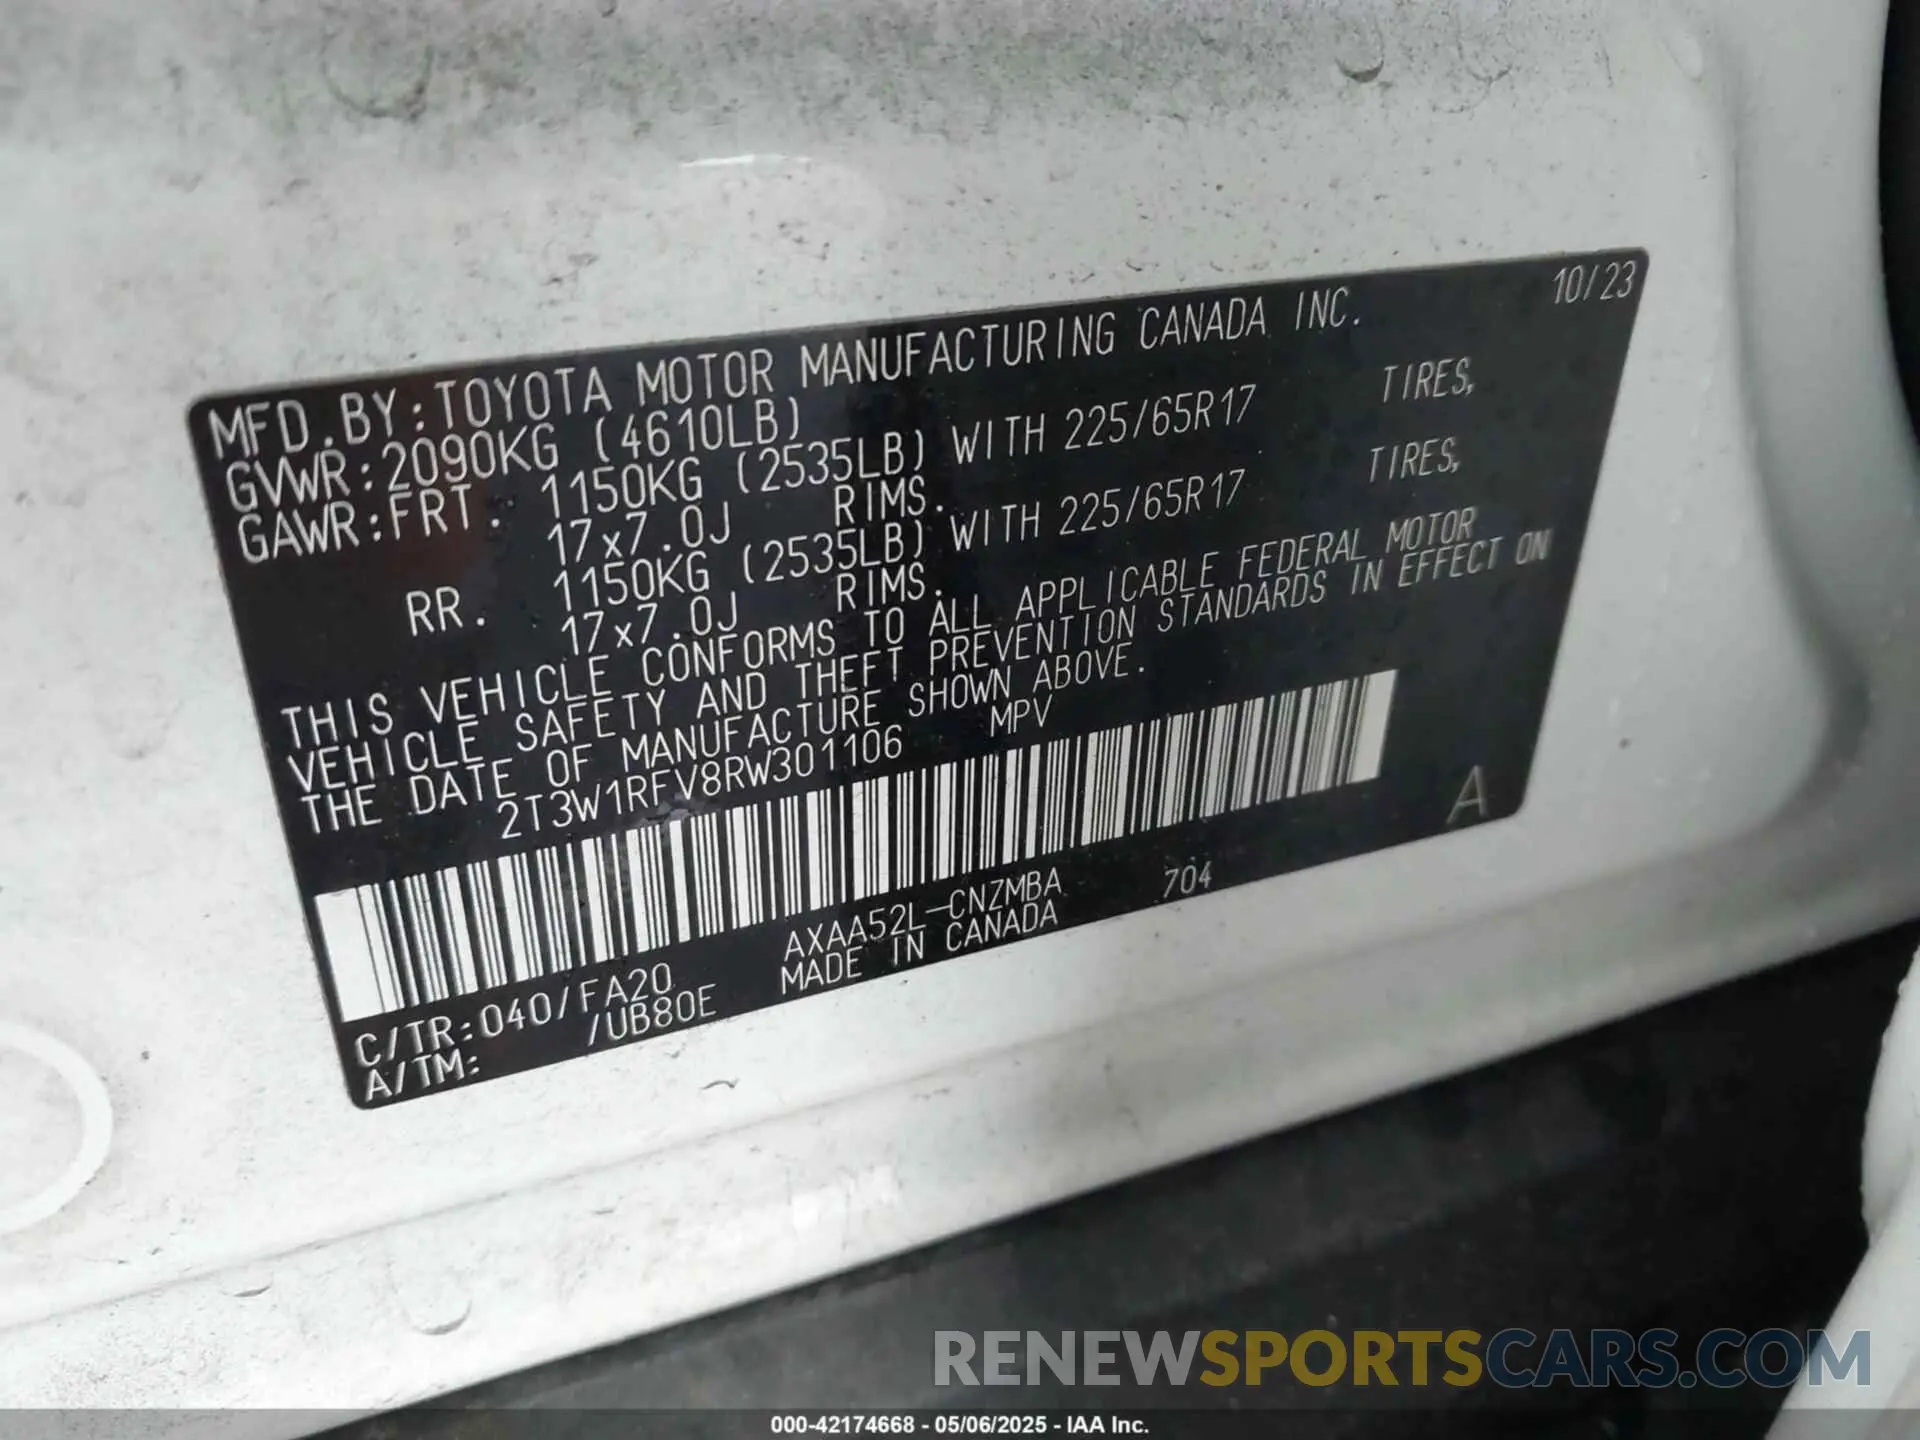 10/23
MFD.BY:TOYOTA MOTOR MANUFACTURING CANADA INC.
GVWR:2090KG (4610LB)
GAWR:FRT. 1150KG (2535LB) WITH 225/65R17 TIRES,
17x7.0J RIMS.
RR. 1150KG (2535LB) WITH 225/65R17 TIRES,
17x7.0J RIMS.
THIS VEHICLE CONFORMS TO ALL APPLICABLE FEDERAL MOTOR
VEHICLE SAFETY AND THEFT PREVENTION STANDARDS IN EFFECT ON
THE DATE OF MANUFACTURE SHOWN ABOVE.
2T3W1RFV8RW301106 MPV
A
AXAA52L-CNZMBA 704
C/TR:040/FA20 MADE IN CANADA
A/TM: /UB80E
RENEWSPORTSCARS.COM
000-42174668 - 05/06/2025 - IAA Inc.